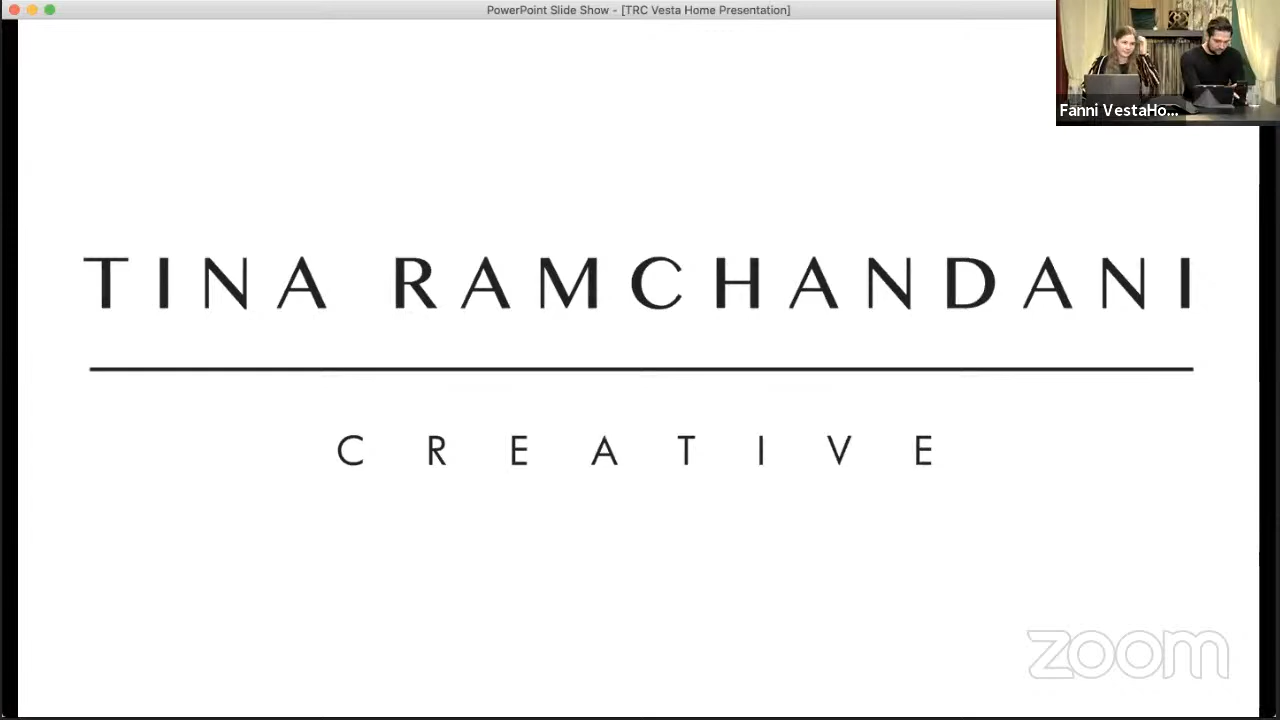 PowerPoint Slide Show - [TRC Vesta Home Presentation]
Fanni VestaHo...
TINA RAMCHANDANI
CREATIVE
zoom